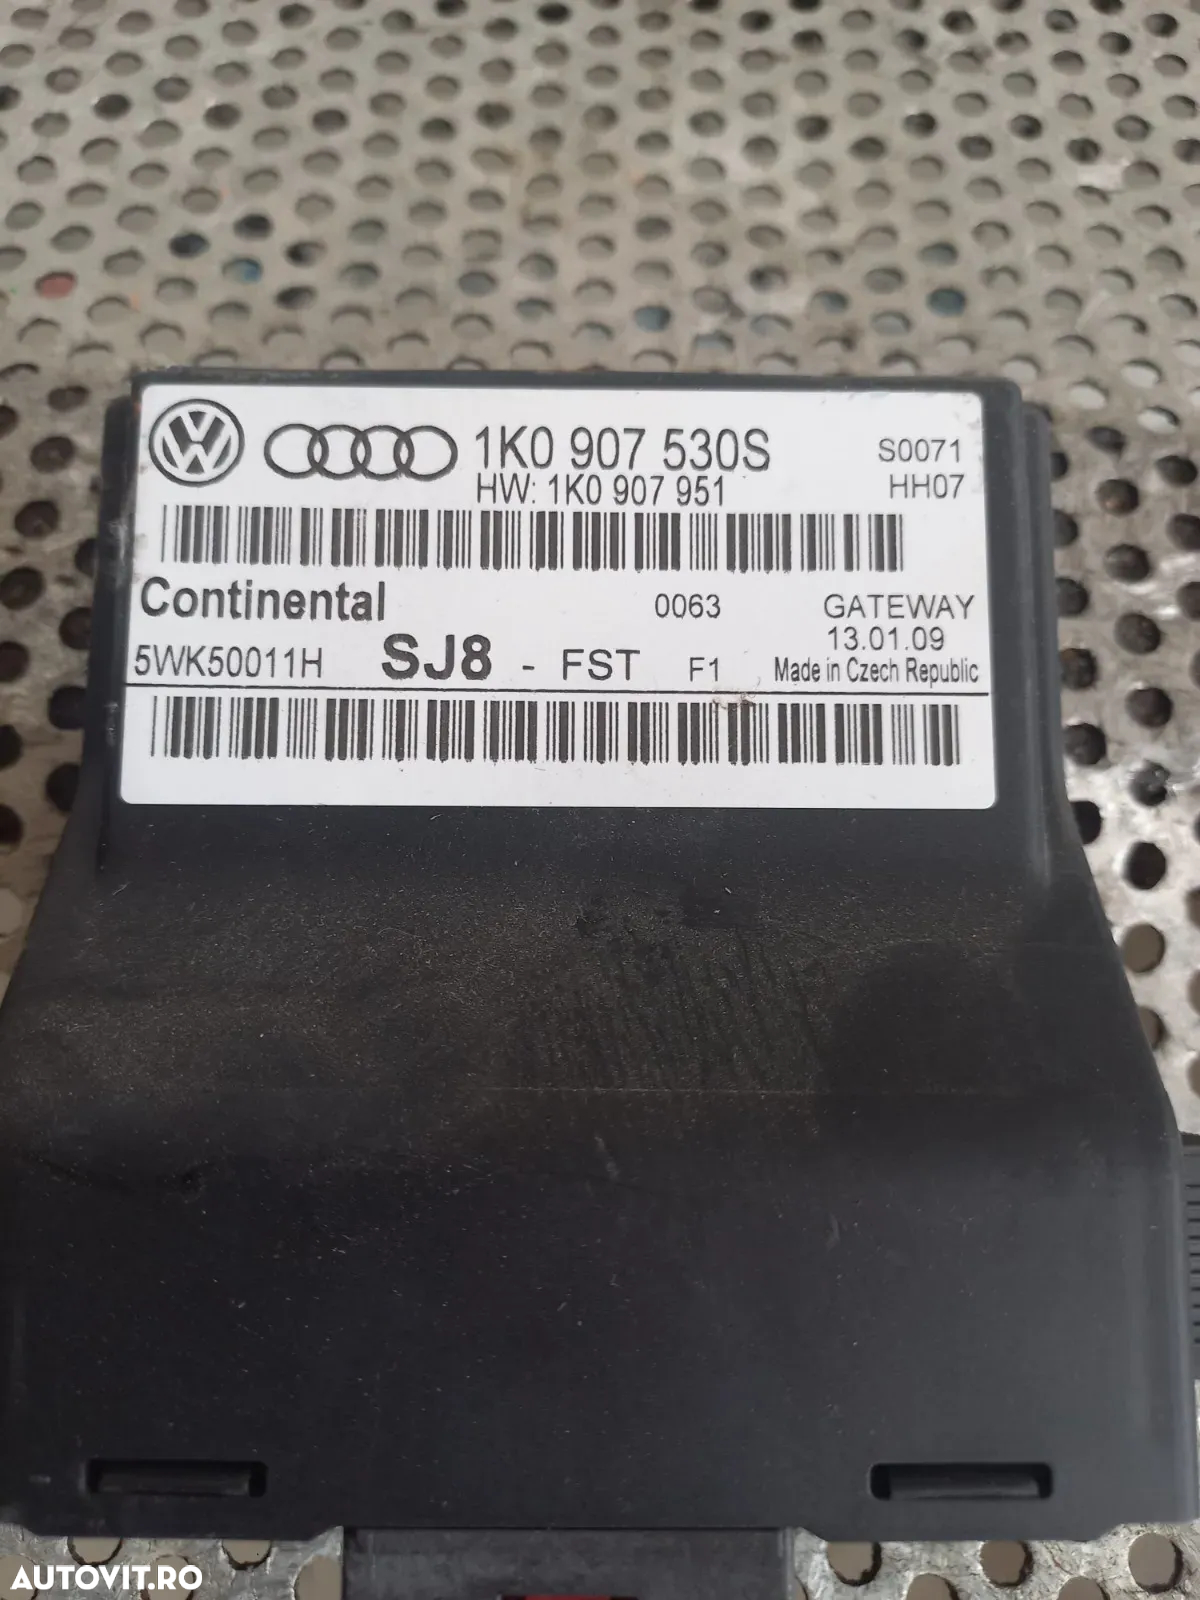 1K0 907 530S
S0071
HW: 1K0 907 951
HH07
Continental
0063
GATEWAY
13.01.09
5WK50011H
SJ8 - FST F1
Made in Czech Republic
AUTOVIT.RO